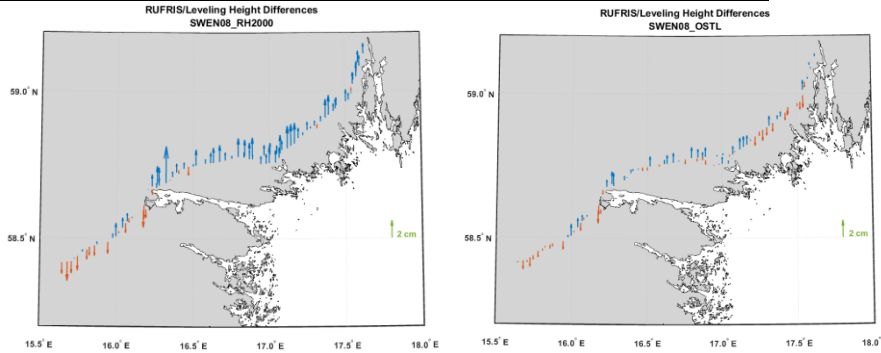 RUFRIS/Leveling Height Differences
SWEN08_RH2000
59.0° N
58.5° N
2 cm
15.5° E
16.0° E
16.5° E
17.0° E
17.5° E
18.0° E
RUFRIS/Leveling Height Differences
SWEN08_OSTL
59.0° N
58.5° N
2 cm
15.5° E
16.0° E
16.5° E
17.0° E
17.5° E
18.0° E